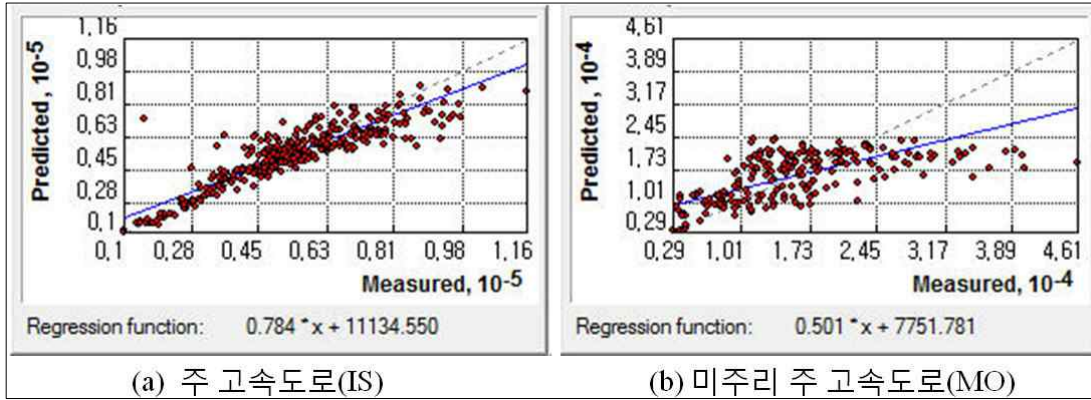 Predicted, 10-5
1,16
0,98
0,81
0,63
0,45
0,28
0,1
0,1 0,28 0,45 0,63 0,81 0,98 1,16
Measured, 10-5
Regression function: 0.784 * x + 11134.550
(a) 주 고속도로(IS)
Predicted, 10-4
4,61
3,89
3,17
2,45
1,73
1,01
0,29
0,29 1,01 1,73 2,45 3,17 3,89 4,61
Measured, 10-4
Regression function: 0.501 * x + 7751.781
(b) 미주리 주 고속도로(MO)